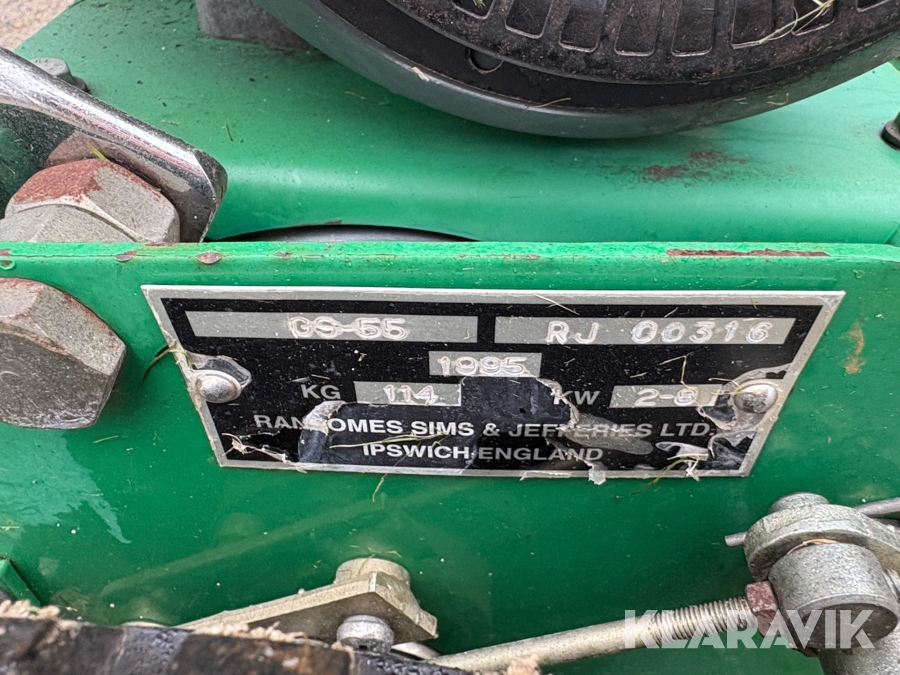 GS-55 RJ 00316
1995
KG 114 KW 2-8
RANSOMES SIMS & JEFFERIES LTD.
IPSWICH ENGLAND
KLARAVIK